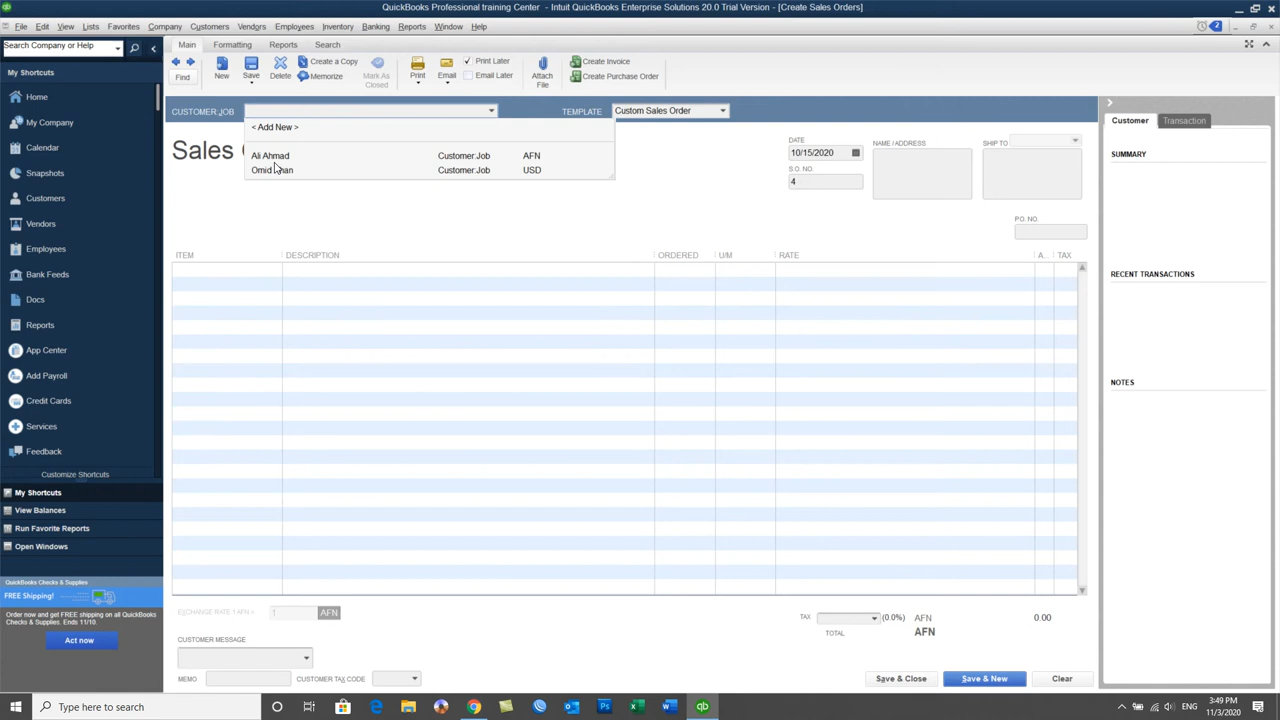 QuickBooks Professional training Center - Intuit QuickBooks Enterprise Solutions 20.0 Trial Version - [Create Sales Orders]
File Edit View Lists Favorites Company Customers Vendors Employees Inventory Banking Reports Window Help
2
Search Company or Help
Main Formatting Reports Search
Find
New
Save
Delete
Create a Copy
Memorize
Mark As
Closed
Print
Email
Print Later
Email Later
Attach
File
Create Invoice
Create Purchase Order
My Shortcuts
Home
My Company
Calendar
Snapshots
Customers
Vendors
Employees
Bank Feeds
Docs
Reports
App Center
Add Payroll
Credit Cards
Services
Feedback
Customize Shortcuts
My Shortcuts
View Balances
Run Favorite Reports
Open Windows
QuickBooks Checks & Supplies
FREE Shipping!
Order now and get FREE shipping on all QuickBooks
Checks & Supplies. Ends 11/10.
Act now
CUSTOMER:JOB
TEMPLATE Custom Sales Order
< Add New >
Ali Ahmad Customer:Job AFN
Customer:Job USD
Sales
DATE
10/15/2020
S.O. NO.
4
NAME / ADDRESS
SHIP TO
P.O. NO.
ITEM DESCRIPTION ORDERED U/M RATE A... TAX
EXCHANGE RATE 1 AFN = 1 AFN
TAX (0.0%) AFN 0.00
TOTAL AFN
CUSTOMER MESSAGE
MEMO
CUSTOMER TAX CODE
Save & Close Save & New Clear
Customer Transaction
SUMMARY
RECENT TRANSACTIONS
NOTES
Type here to search
3:49 PM
11/3/2020